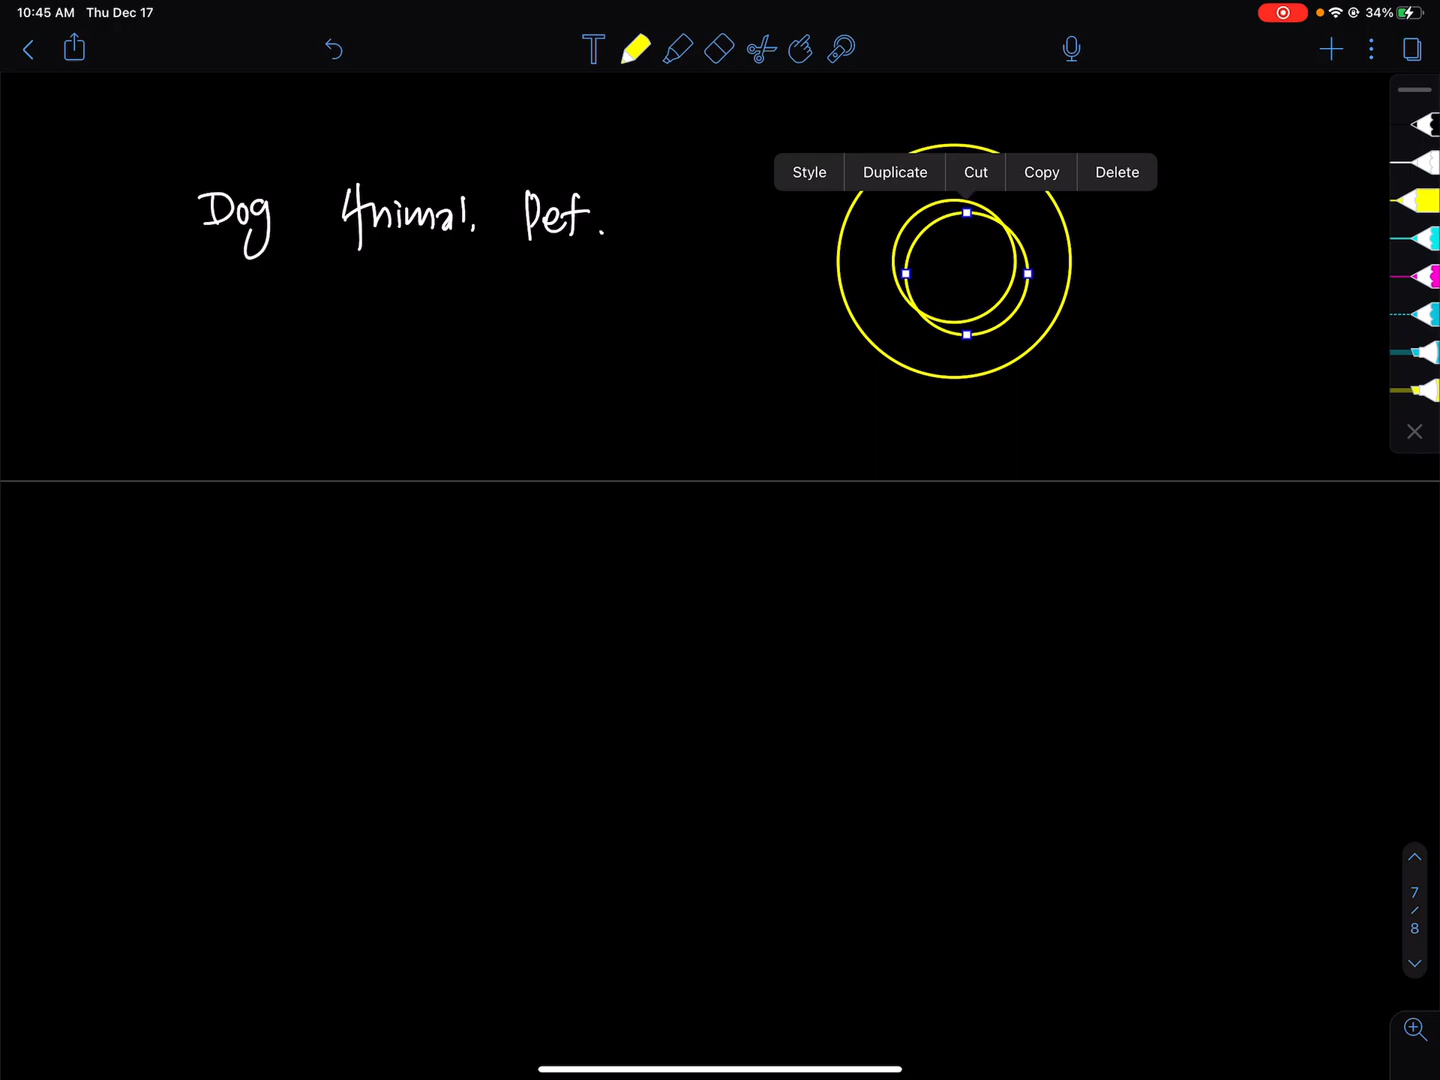 10:45 AM Thu Dec 17 34%
Style Duplicate Cut Copy Delete
Dog Animal. Pet.
7
/
8